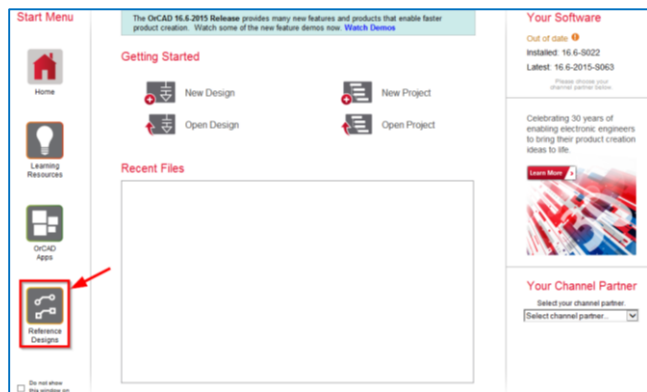 Start Menu
Home
Learning
Resources
OrCAD
Apps
Reference
Designs
Do not show
this window on
The OrCAD 16.6-2015 Release provides many new features and products that enable faster
product creation. Watch some of the new feature demos now. Watch Demos
Getting Started
New Design
New Project
Open Design
Open Project
Recent Files
Your Software
Out of date
Installed: 16.6-S022
Latest: 16.6-2015-S063
Please choose your
channel partner below.
Celebrating 30 years of
enabling electronic engineers
to bring their product creation
ideas to life.
Learn More
Your Channel Partner
Select your channel partner.
Select channel partner...